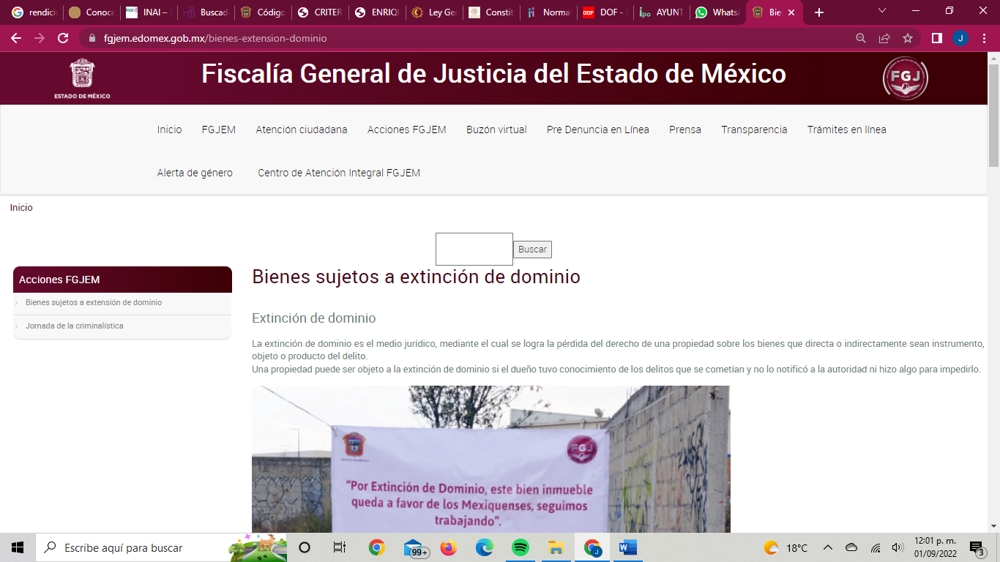 rendici
Conoce
INAI –
Buscad
Código
CRITER
ENRIQU
Ley Ge
Constit
Norma
DOF -
AYUNT
WhatsA
Bie
fgjem.edomex.gob.mx/bienes-extension-dominio
J
ESTADO DE MÉXICO
Fiscalía General de Justicia del Estado de México
FGJ
Inicio FGJEM Atención ciudadana Acciones FGJEM Buzón virtual Pre Denuncia en Línea Prensa Transparencia Trámites en línea
Alerta de género Centro de Atención Integral FGJEM
Inicio
Buscar
Acciones FGJEM
Bienes sujetos a extensión de dominio
Jornada de la criminalística
Bienes sujetos a extinción de dominio
Extinción de dominio
La extinción de dominio es el medio jurídico, mediante el cual se logra la pérdida del derecho de una propiedad sobre los bienes que directa o indirectamente sean instrumento,
objeto o producto del delito.
Una propiedad puede ser objeto a la extinción de dominio si el dueño tuvo conocimiento de los delitos que se cometían y no lo notificó a la autoridad ni hizo algo para impedirlo.
FGJ
“Por Extinción de Dominio, este bien inmueble
queda a favor de los Mexiquenses, seguimos
trabajando”.
Escribe aquí para buscar
99+
J
18°C
12:01 p. m.
01/09/2022
3